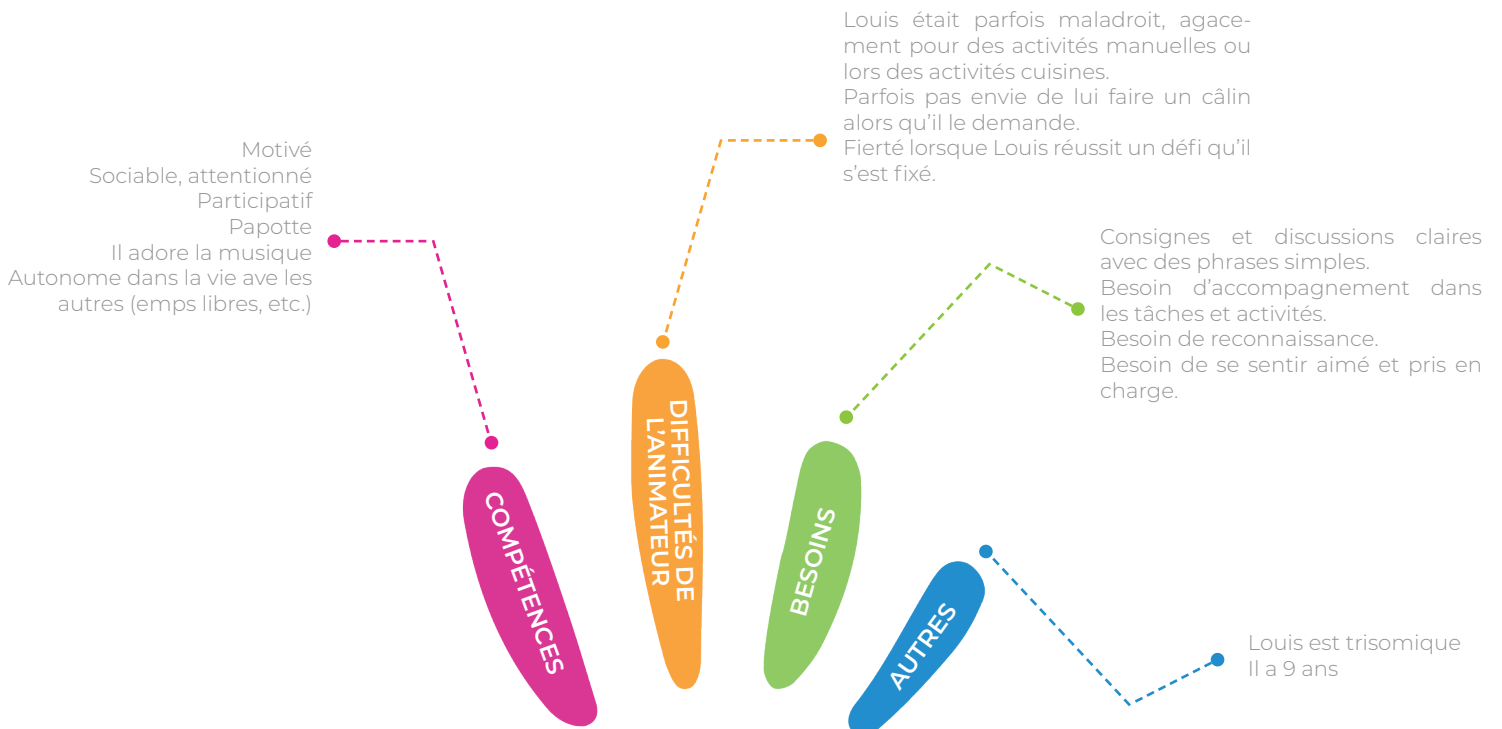 Louis était parfois maladroit, agace-
ment pour des activités manuelles ou
lors des activités cuisines.
Parfois pas envie de lui faire un câlin
alors qu'il le demande.
Fierté lorsque Louis réussit un défi qu'il
s'est fixé.
Motivé
Sociable, attentionné
Participatif
Papotte
Il adore la musique
Autonome dans la vie ave les
autres (emps libres, etc.)
Consignes et discussions claires
avec des phrases simples.
Besoin d'accompagnement dans
les tâches et activités.
Besoin de reconnaissance.
Besoin de se sentir aimé et pris en
charge.
COMPÉTENCES
DIFFICULTÉS DE
L'ANIMATEUR
BESOINS
AUTRES
Louis est trisomique
Il a 9 ans